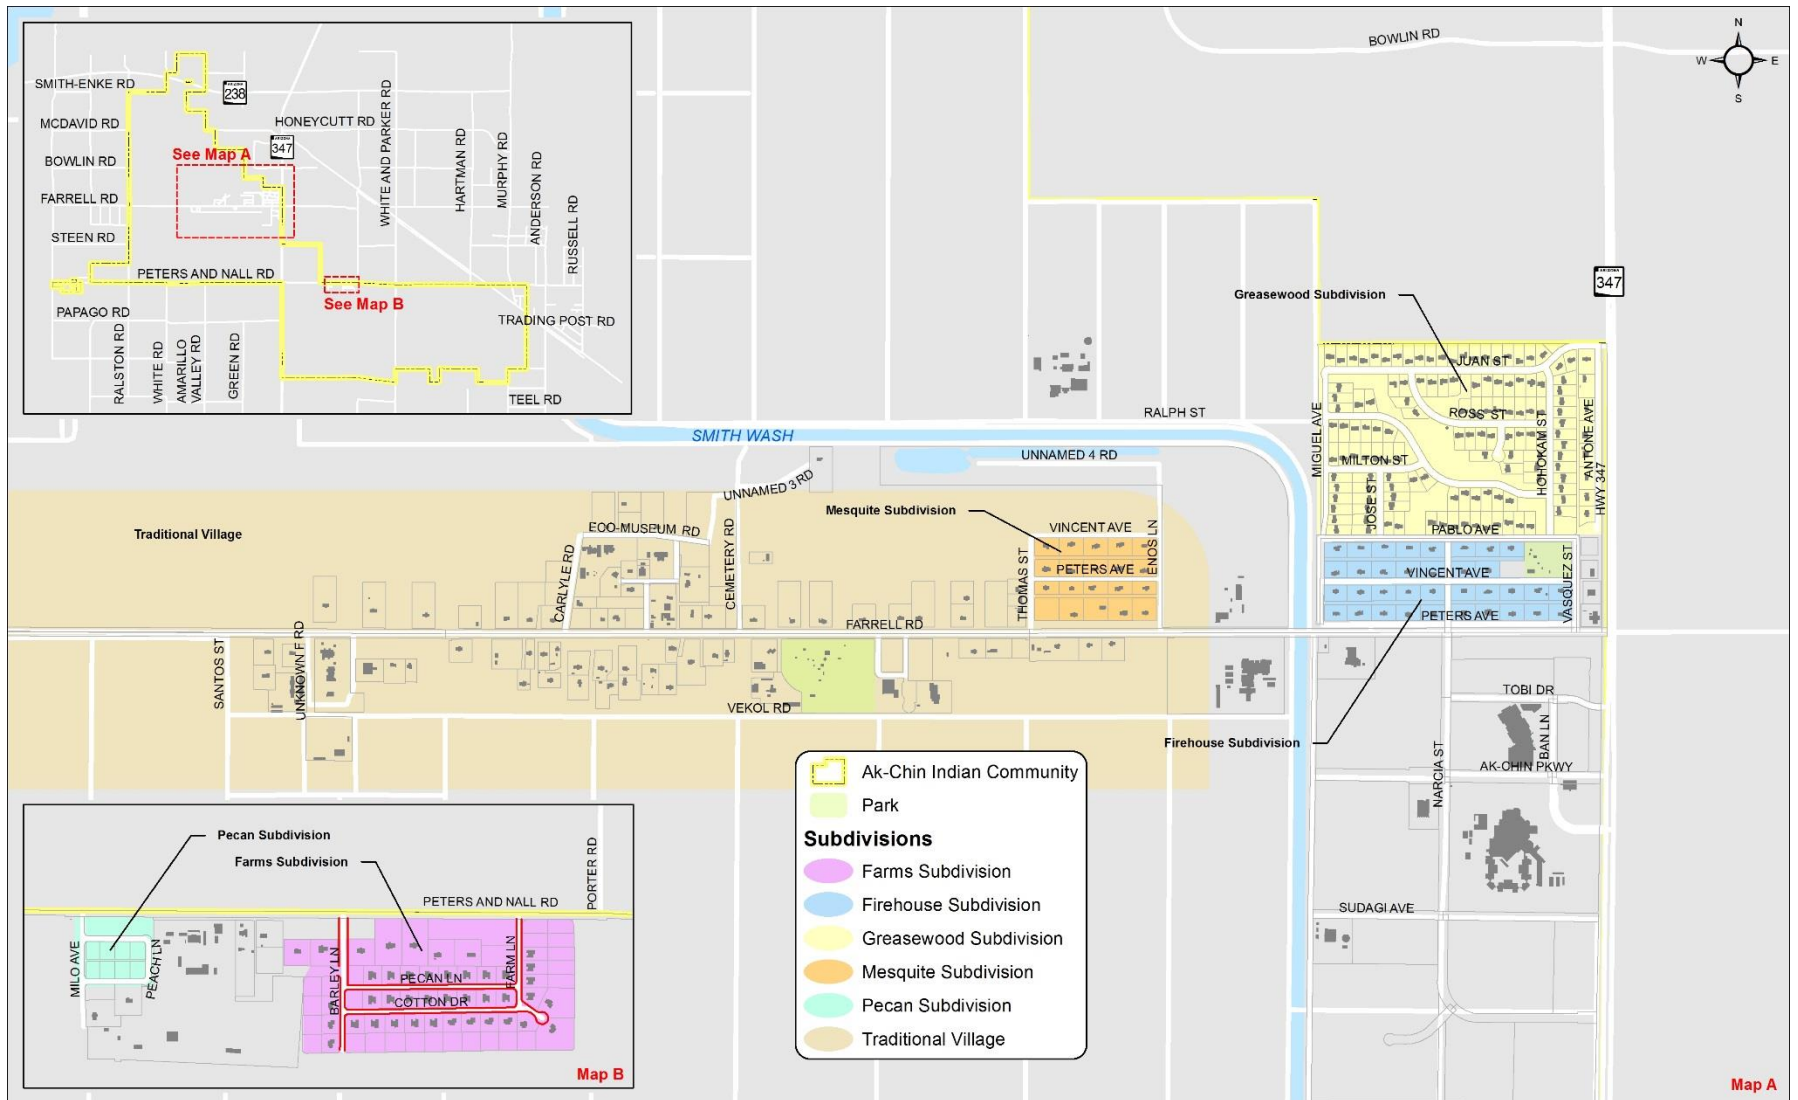 SMITH-ENKE RD
ARIZONA
238
MCDAVID RD
HONEYCUTT RD
ARIZONA
347
See Map A
BOWLIN RD
FARRELL RD
STEEN RD
PETERS AND NALL RD
See Map B
PAPAGO RD
TRADING POST RD
TEEL RD
RALSTON RD
WHITE RD
AMARILLO
VALLEY RD
GREEN RD
WHITE AND PARKER RD
HARTMAN RD
MURPHY RD
ANDERSON RD
RUSSELL RD
BOWLIN RD
N
W
E
S
ARIZONA
347
Greasewood Subdivision
JUAN ST
ROSS ST
MIGUEL AVE
MILTON ST
JOSE ST
HOHOKAM ST
ANTONE AVE
HWY 347
PABLO AVE
VINCENT AVE
PETERS AVE
VASQUEZ ST
RALPH ST
SMITH WASH
UNNAMED 4 RD
UNNAMED 3 RD
Mesquite Subdivision
Traditional Village
ECO-MUSEUM RD
VINCENT AVE
PETERS AVE
THOMAS ST
ENOS LN
CARLYLE RD
CEMETERY RD
FARRELL RD
SANTOS ST
UNKNOWN F RD
VEKOL RD
Firehouse Subdivision
TOBI DR
BAN LN
NARCIA ST
AK-CHIN PKWY
SUDAGI AVE
Ak-Chin Indian Community
Park
Subdivisions
Farms Subdivision
Firehouse Subdivision
Greasewood Subdivision
Mesquite Subdivision
Pecan Subdivision
Traditional Village
Pecan Subdivision
Farms Subdivision
PORTER RD
PETERS AND NALL RD
MILO AVE
PEACH LN
BARLEY LN
PECAN LN
COTTON DR
FARM LN
Map B
Map A